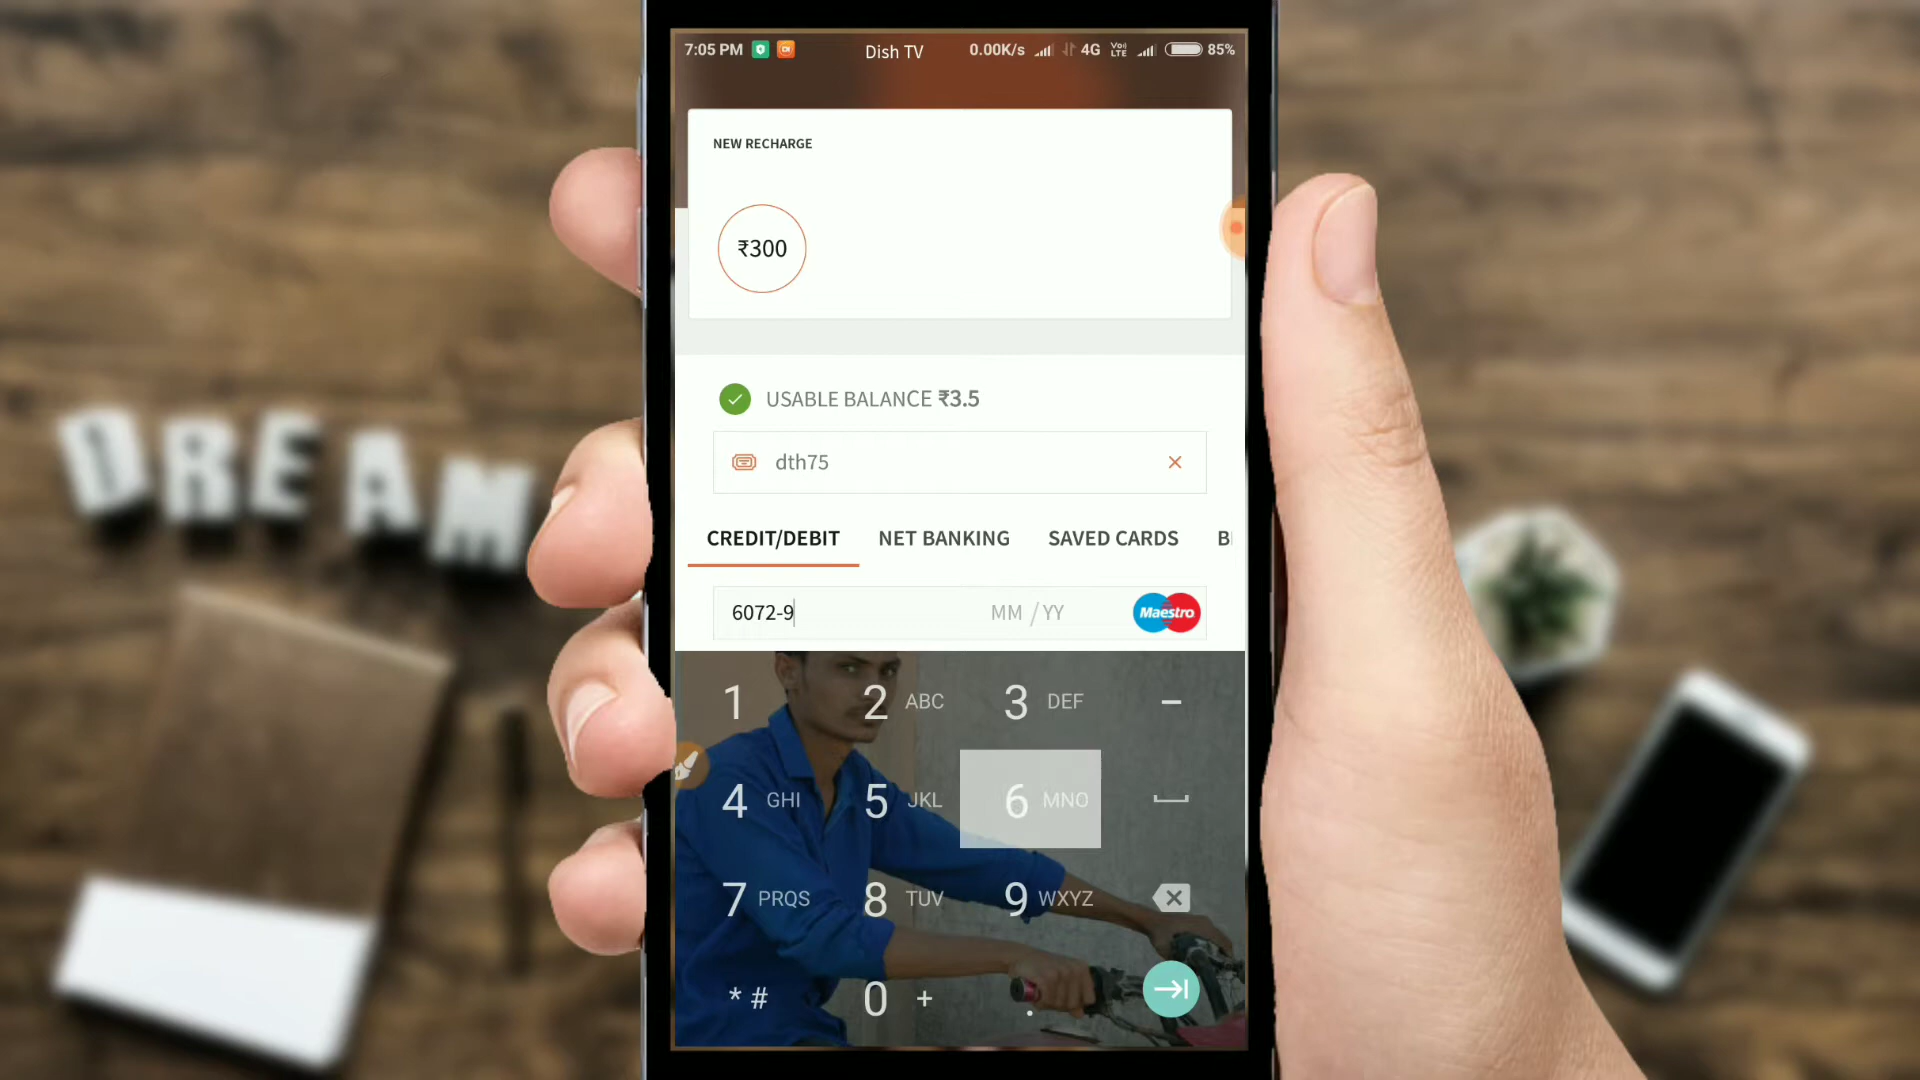 7:05 PM Dish TV 0.00K/s 4G VoLTE 85%
NEW RECHARGE
₹300
USABLE BALANCE ₹3.5
dth75
CREDIT/DEBIT NET BANKING SAVED CARDS B
6072-9 MM / YY Maestro
1 2 ABC 3 DEF -
4 GHI 5 JKL 6 MNO
7 PRQS 8 TUV 9 WXYZ
* # 0 + .
DREAM